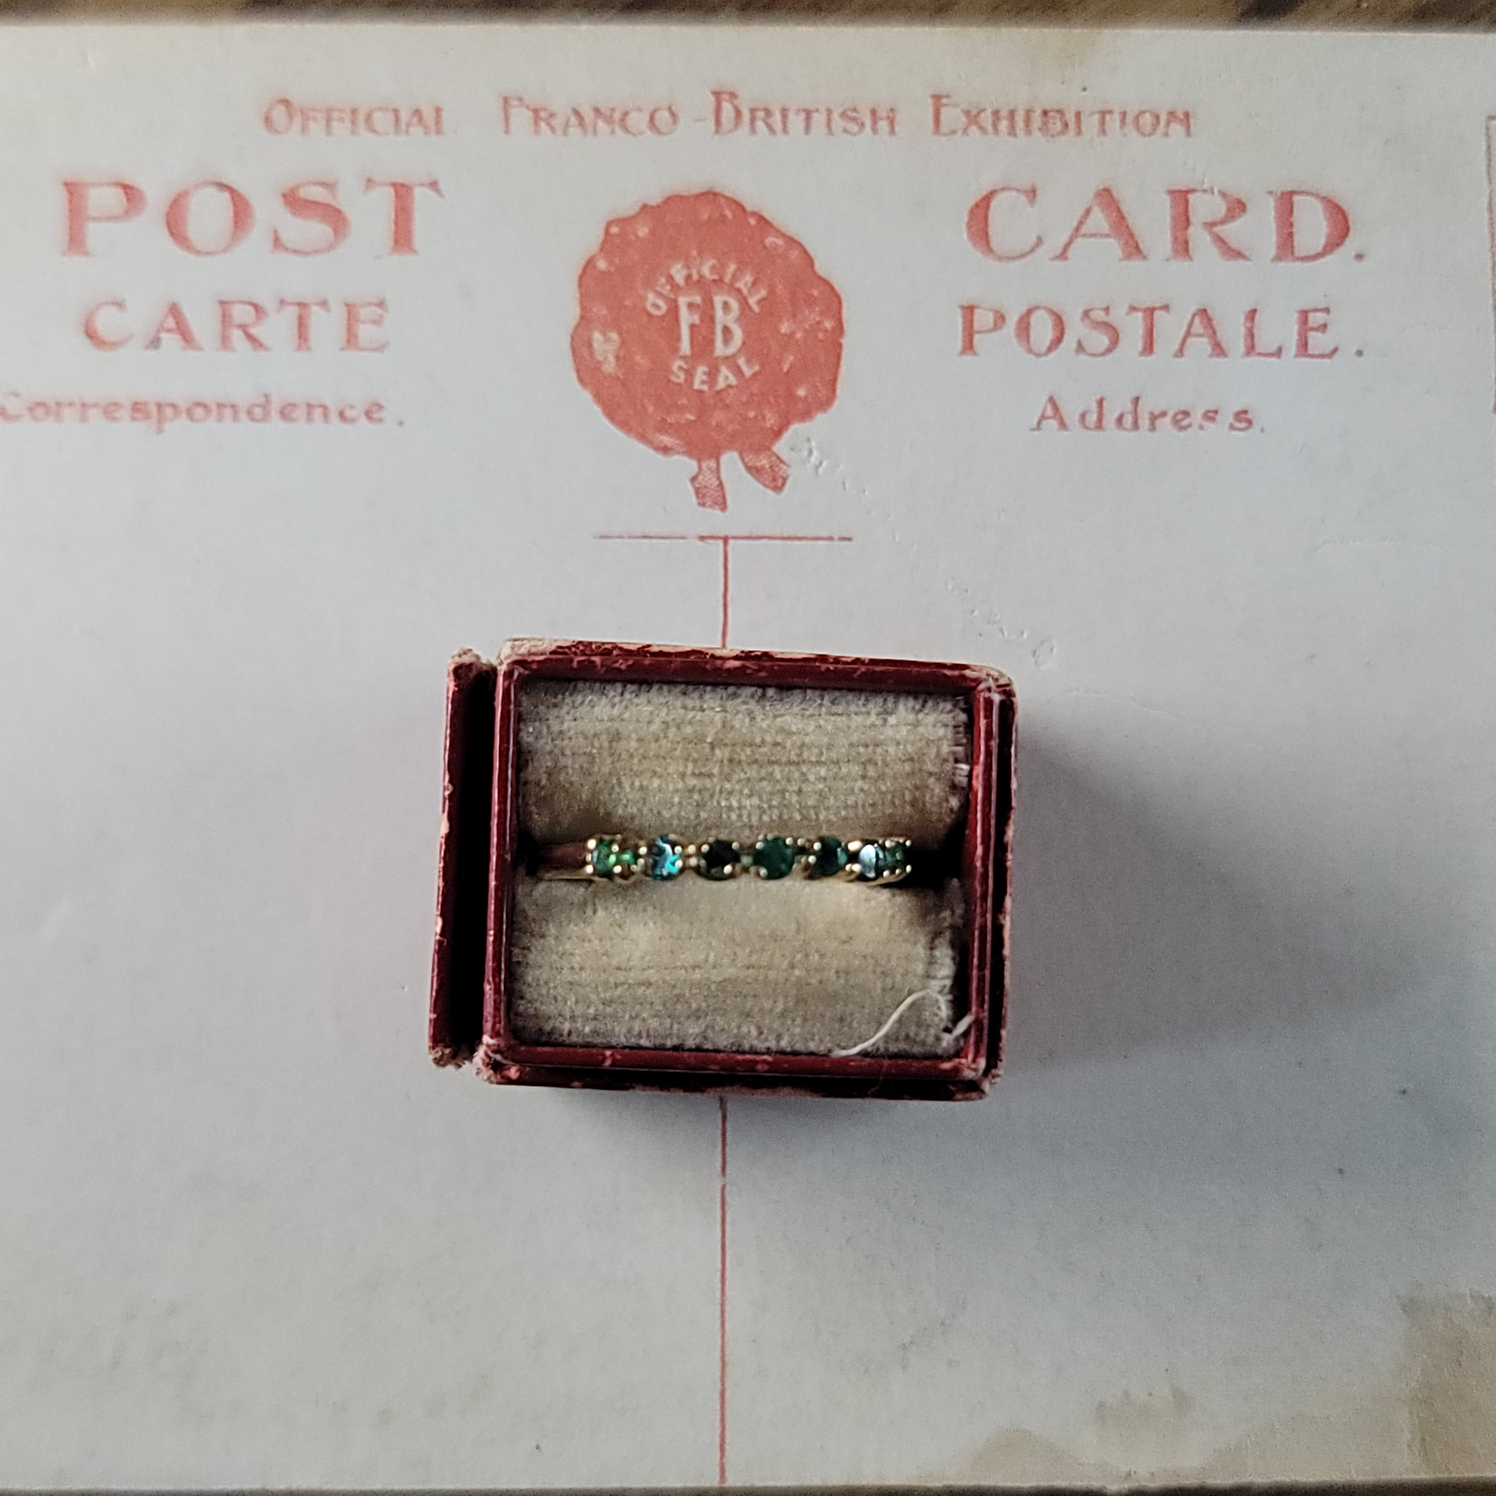 OFFICIAL FRANCO-BRITISH EXHIBITION
POST CARD.
CARTE POSTALE.
Correspondence. Address.
OFFICIAL
FB
SEAL